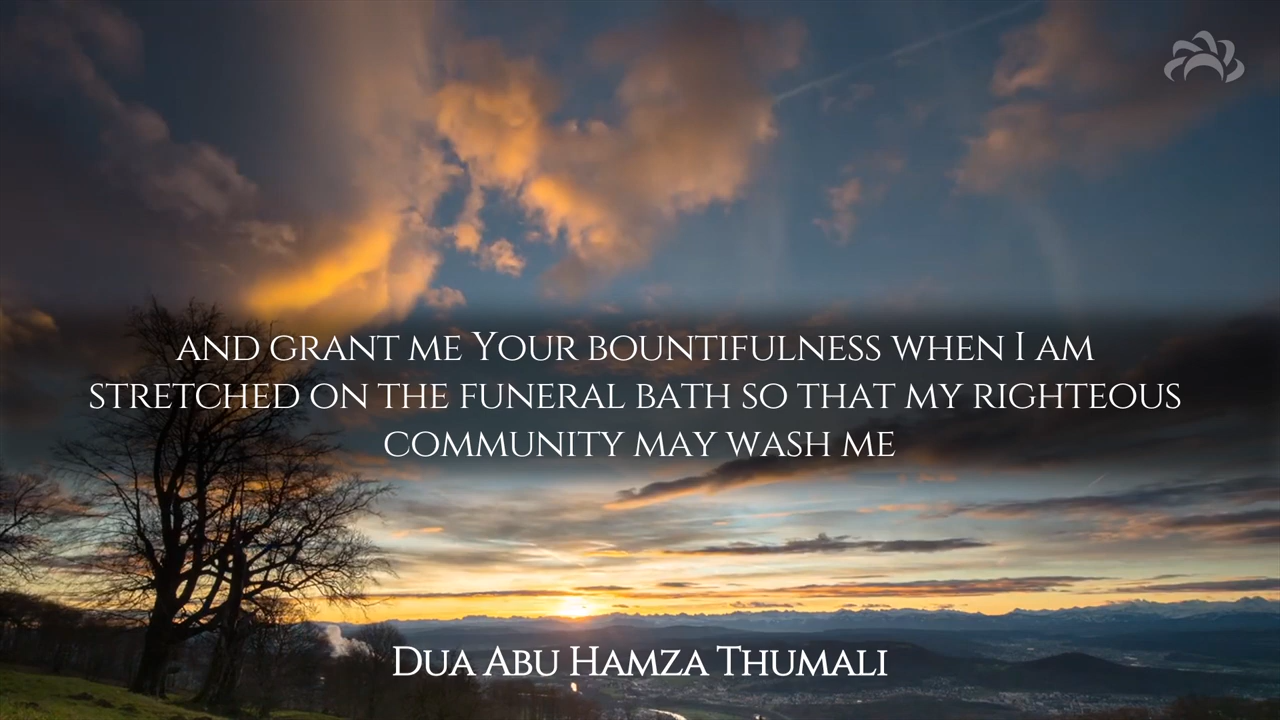 and grant me Your bountifulness when I am
stretched on the funeral bath so that my righteous
community may wash me
Dua Abu Hamza Thumali